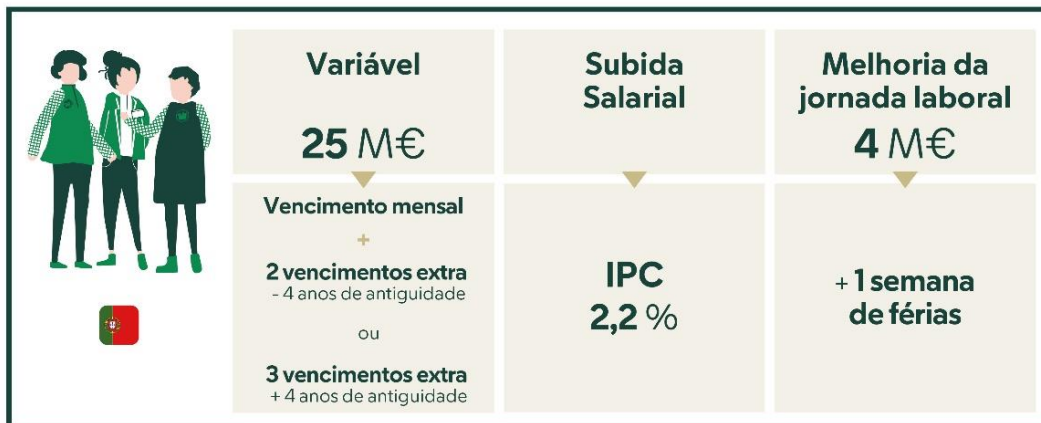 Variável
25 M€
Vencimento mensal
+
2 vencimentos extra
- 4 anos de antiguidade
ou
3 vencimentos extra
+ 4 anos de antiguidade
Subida
Salarial
IPC
2,2 %
Melhoria da
jornada laboral
4 M€
+ 1 semana
de férias